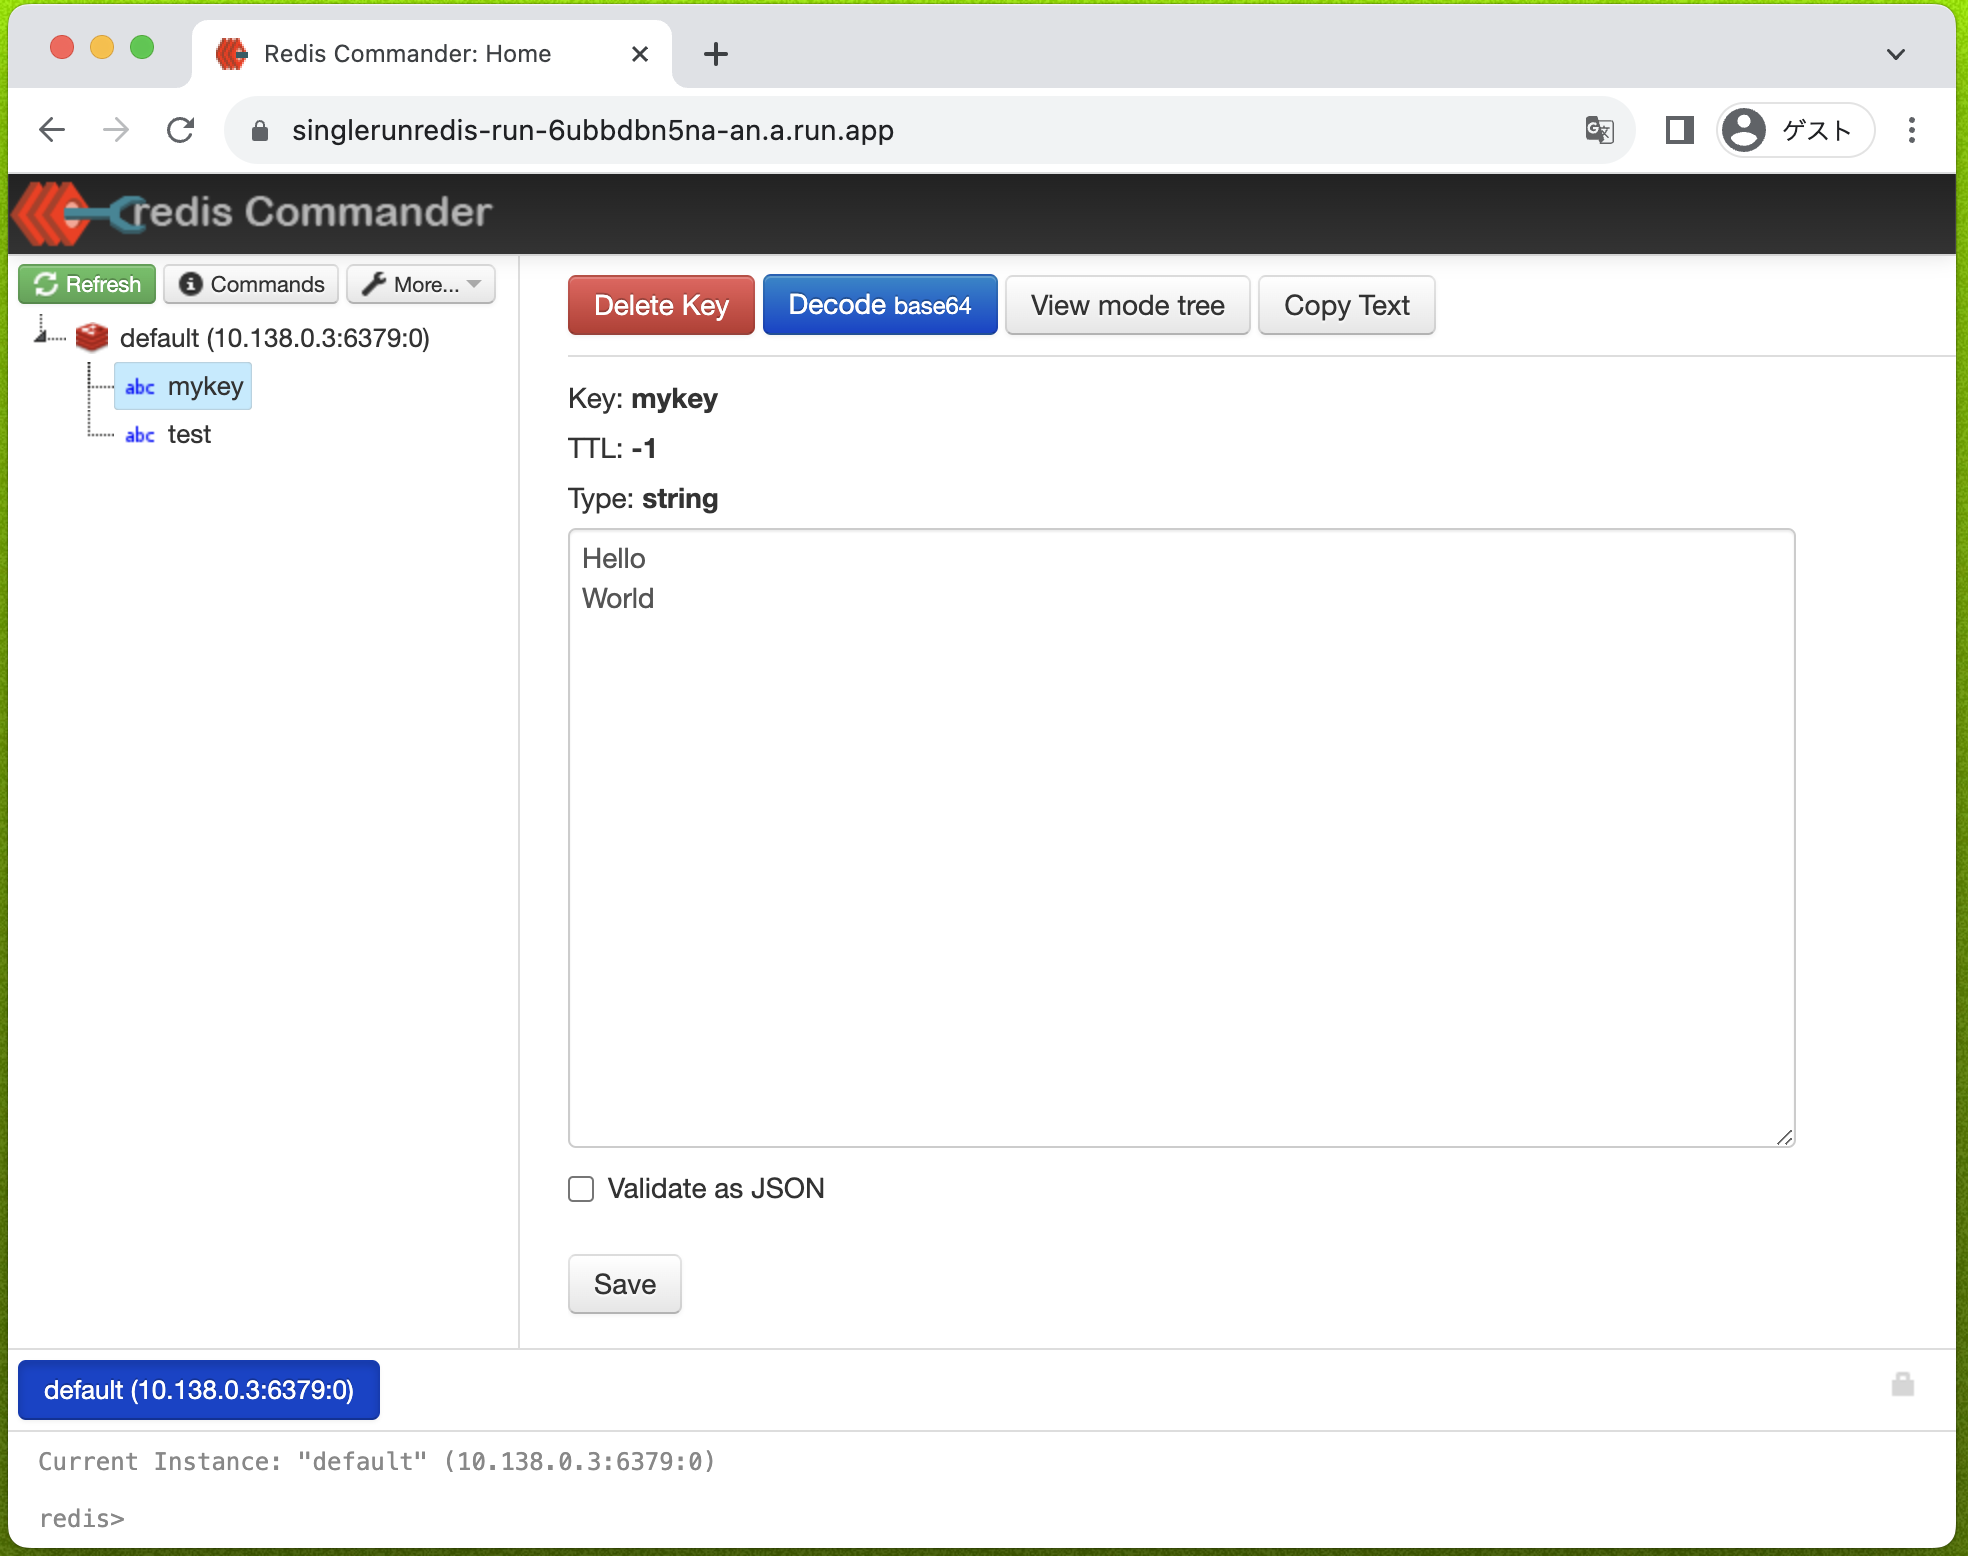 Redis Commander: Home
singlerunredis-run-6ubbdbn5na-an.a.run.app
ゲスト
redis Commander
Refresh Commands More...
default (10.138.0.3:6379:0)
abc mykey
abc test
Delete Key Decode base64 View mode tree Copy Text
Key: mykey
TTL: -1
Type: string
Hello
World
Validate as JSON
Save
default (10.138.0.3:6379:0)
Current Instance: "default" (10.138.0.3:6379:0)
redis>